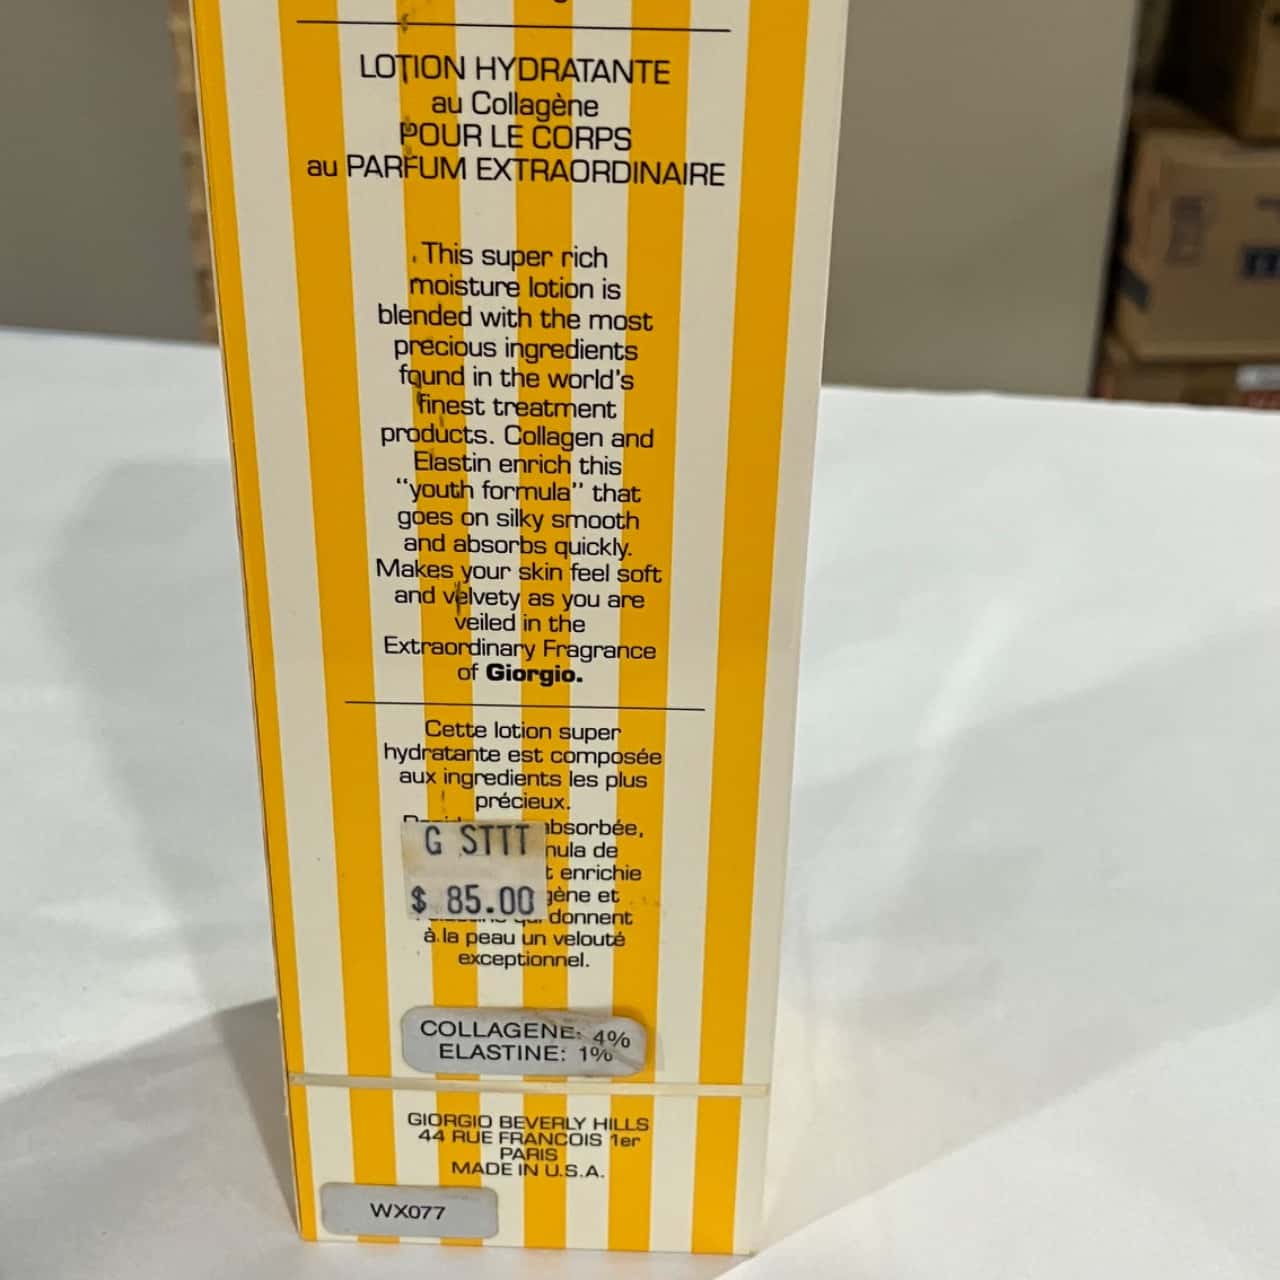 LOTION HYDRATANTE
au Collagène
POUR LE CORPS
au PARFUM EXTRAORDINAIRE
This super rich
moisture lotion is
blended with the most
precious ingredients
found in the world's
finest treatment
products. Collagen and
Elastin enrich this
"youth formula" that
goes on silky smooth
and absorbs quickly.
Makes your skin feel soft
and velvety as you are
veiled in the
Extraordinary Fragrance
of Giorgio.
Cette lotion super
hydratante est composée
aux ingredients les plus
précieux.
absorbée,
de
enrichie
et
donnent
à la peau un velouté
exceptionnel.
G STTT
$ 85.00
COLLAGENE: 4%
ELASTINE: 1%
GIORGIO BEVERLY HILLS
44 RUE FRANCOIS 1er
PARIS
MADE IN U.S.A.
WX077